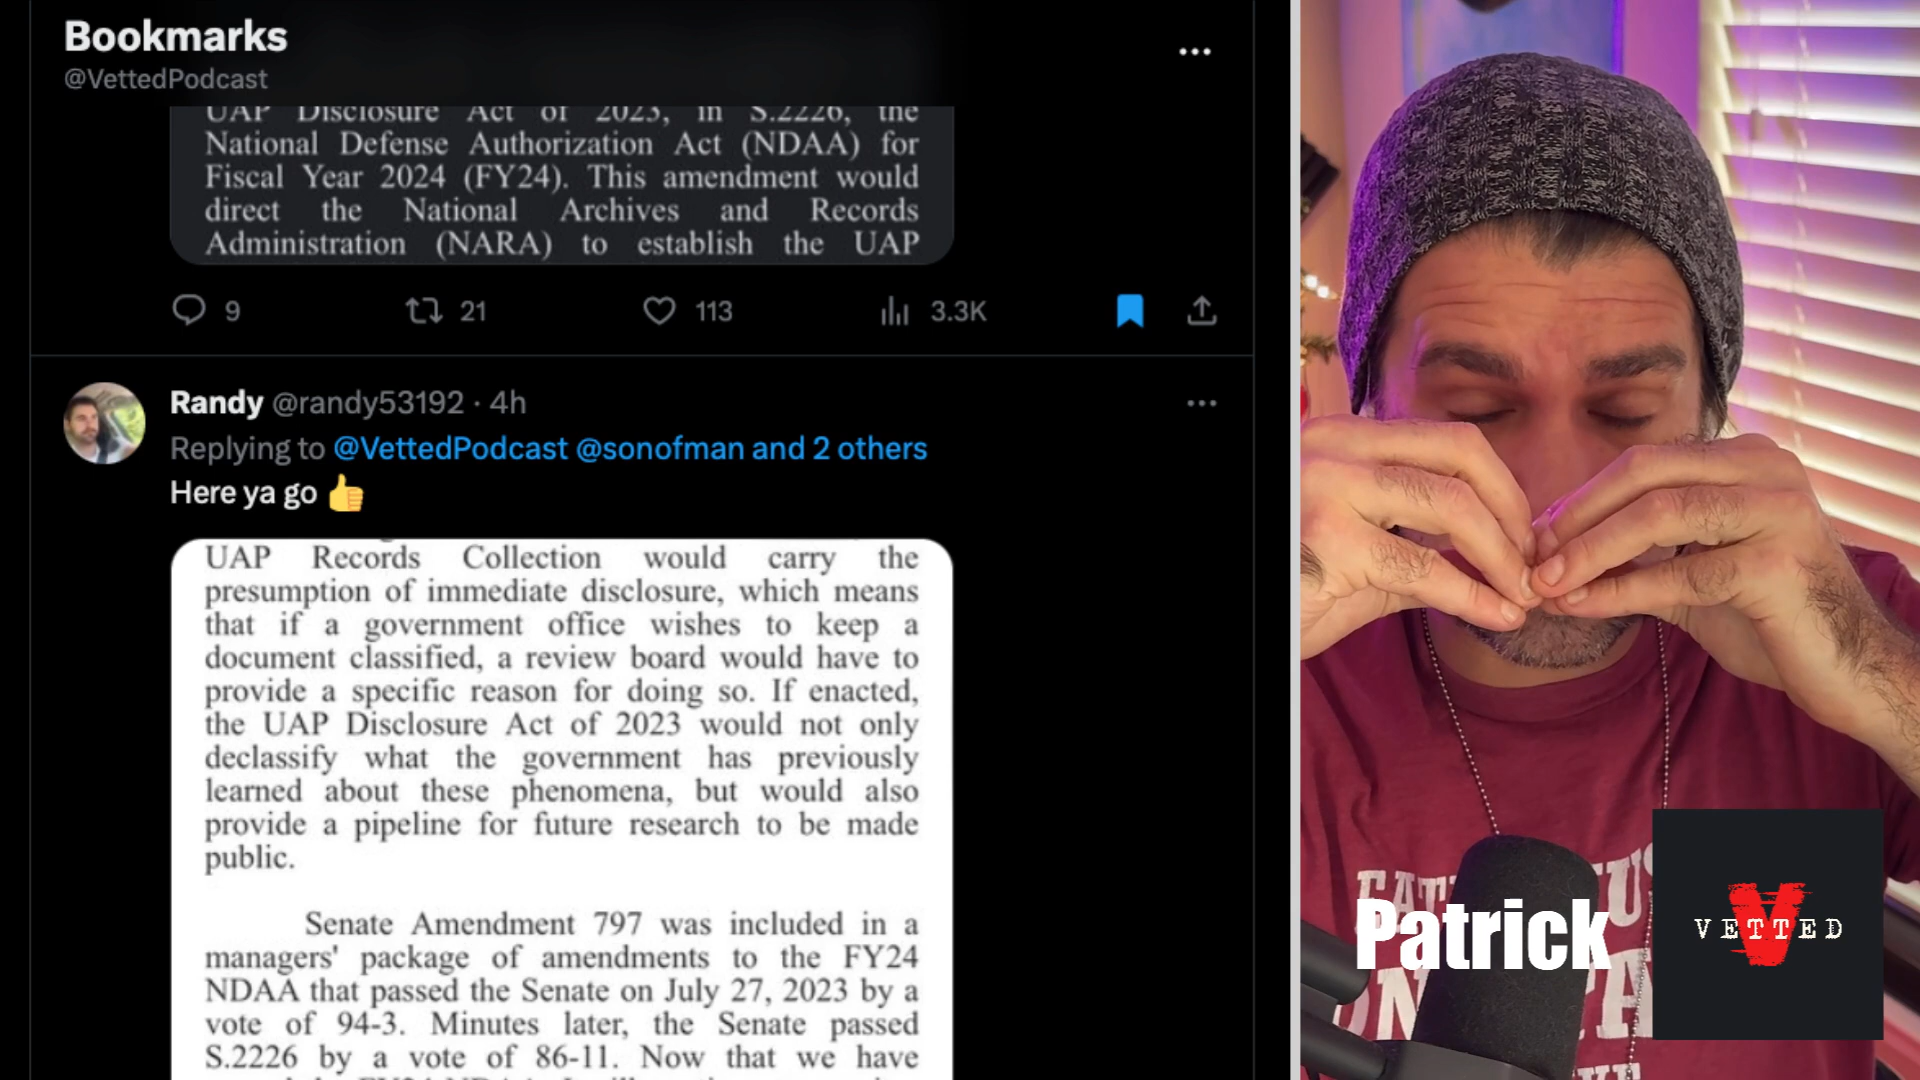 Bookmarks
@VettedPodcast
UAP Disclosure Act of 2023, in S.2226, the
National Defense Authorization Act (NDAA) for
Fiscal Year 2024 (FY24). This amendment would
direct the National Archives and Records
Administration (NARA) to establish the UAP
9 21 113 3.3K
Randy @randy53192 · 4h
Replying to @VettedPodcast @sonofman and 2 others
Here ya go 👍
UAP Records Collection would carry the
presumption of immediate disclosure, which means
that if a government office wishes to keep a
document classified, a review board would have to
provide a specific reason for doing so. If enacted,
the UAP Disclosure Act of 2023 would not only
declassify what the government has previously
learned about these phenomena, but would also
provide a pipeline for future research to be made
public.
Senate Amendment 797 was included in a
managers' package of amendments to the FY24
NDAA that passed the Senate on July 27, 2023 by a
vote of 94-3. Minutes later, the Senate passed
S.2226 by a vote of 86-11. Now that we have
Patrick
VETTED